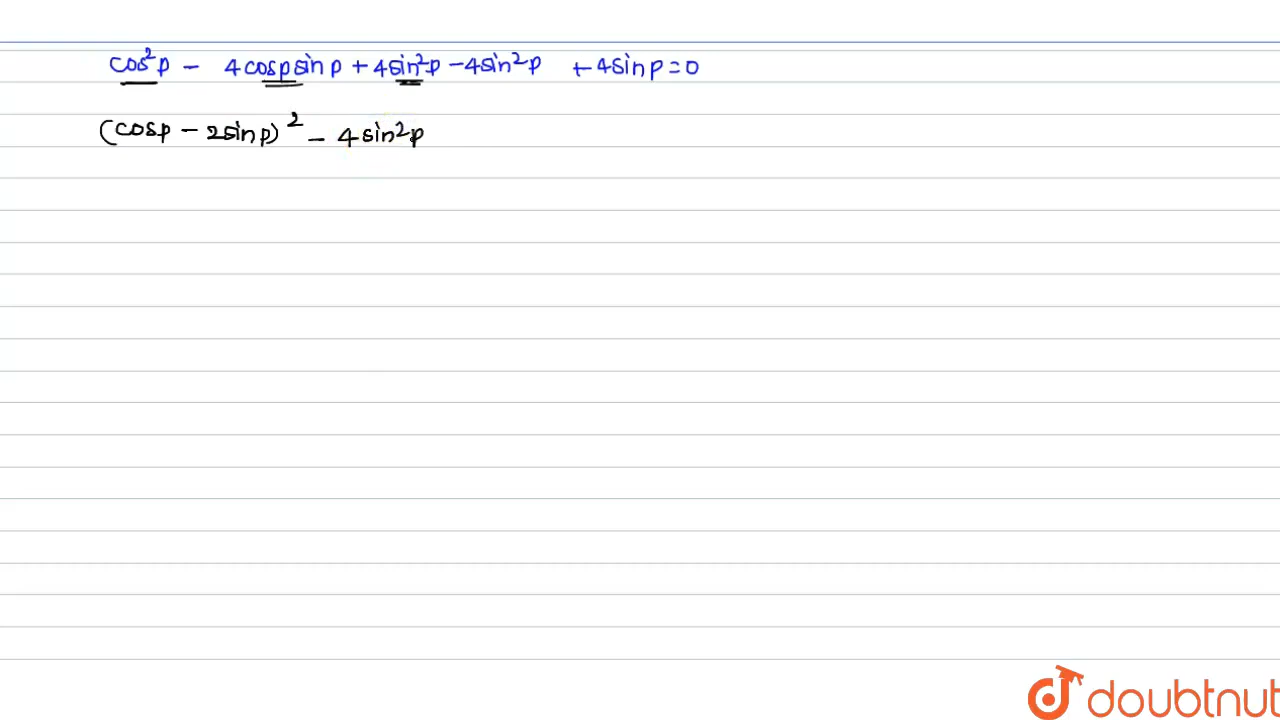 cos²p - 4cosp sin p + 4sin²p - 4sin²p + 4sin p = 0
(cosp - 2sin p)² - 4sin²p
doubtnut